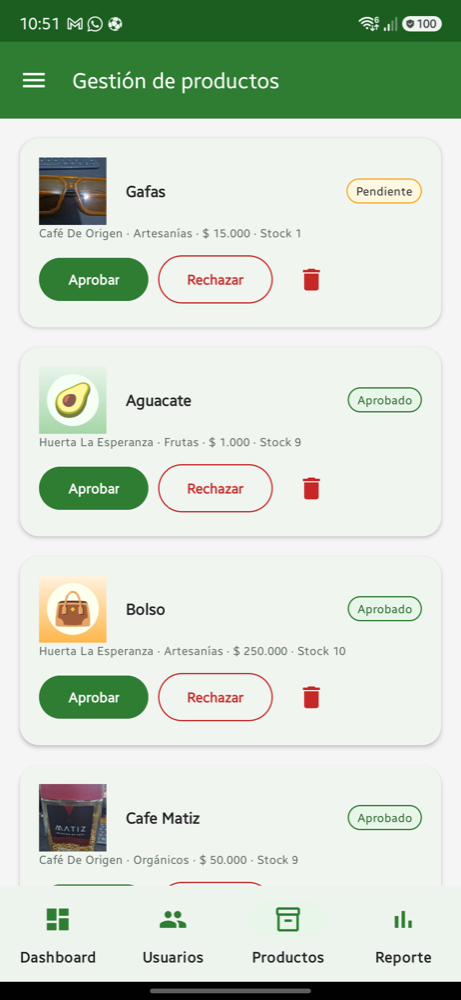 10:51
100
Gestión de productos
Gafas
Pendiente
Café De Origen · Artesanías · $ 15.000 · Stock 1
Aprobar
Rechazar
Aguacate
Aprobado
Huerta La Esperanza · Frutas · $ 1.000 · Stock 9
Aprobar
Rechazar
Bolso
Aprobado
Huerta La Esperanza · Artesanías · $ 250.000 · Stock 10
Aprobar
Rechazar
MATIZ
Cafe Matiz
Aprobado
Café De Origen · Orgánicos · $ 50.000 · Stock 9
Dashboard
Usuarios
Productos
Reporte